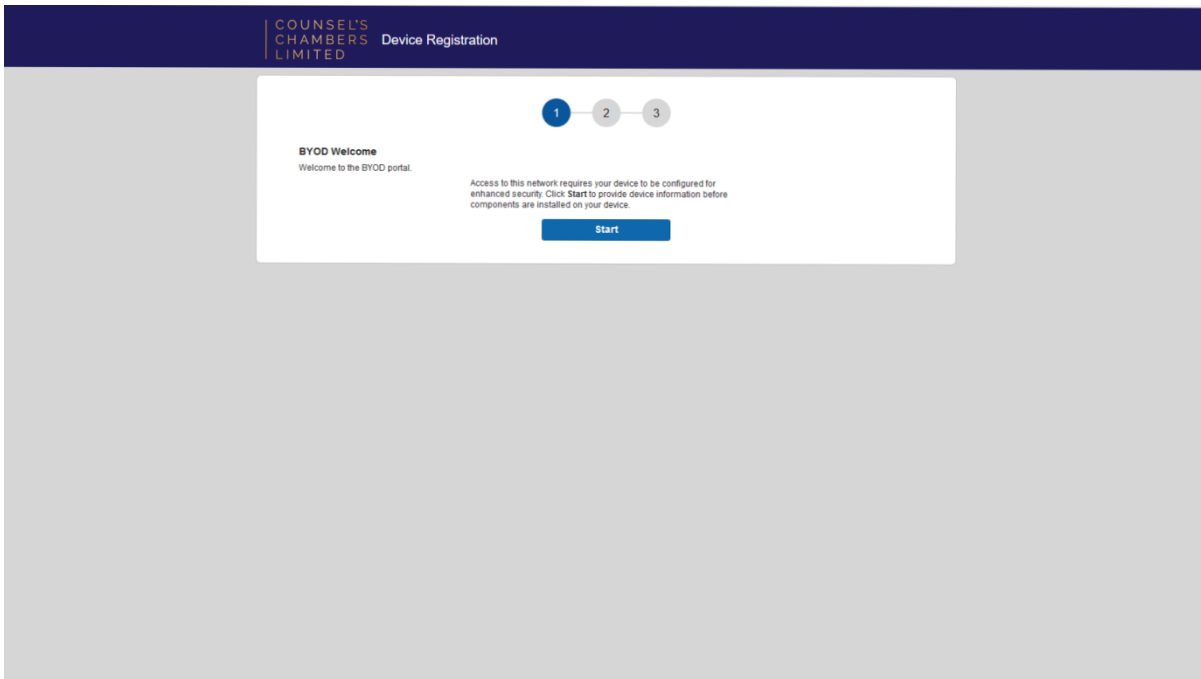 COUNSEL'S
CHAMBERS
LIMITED
Device Registration
1 2 3
BYOD Welcome
Welcome to the BYOD portal.
Access to this network requires your device to be configured for
enhanced security. Click Start to provide device information before
components are installed on your device.
Start